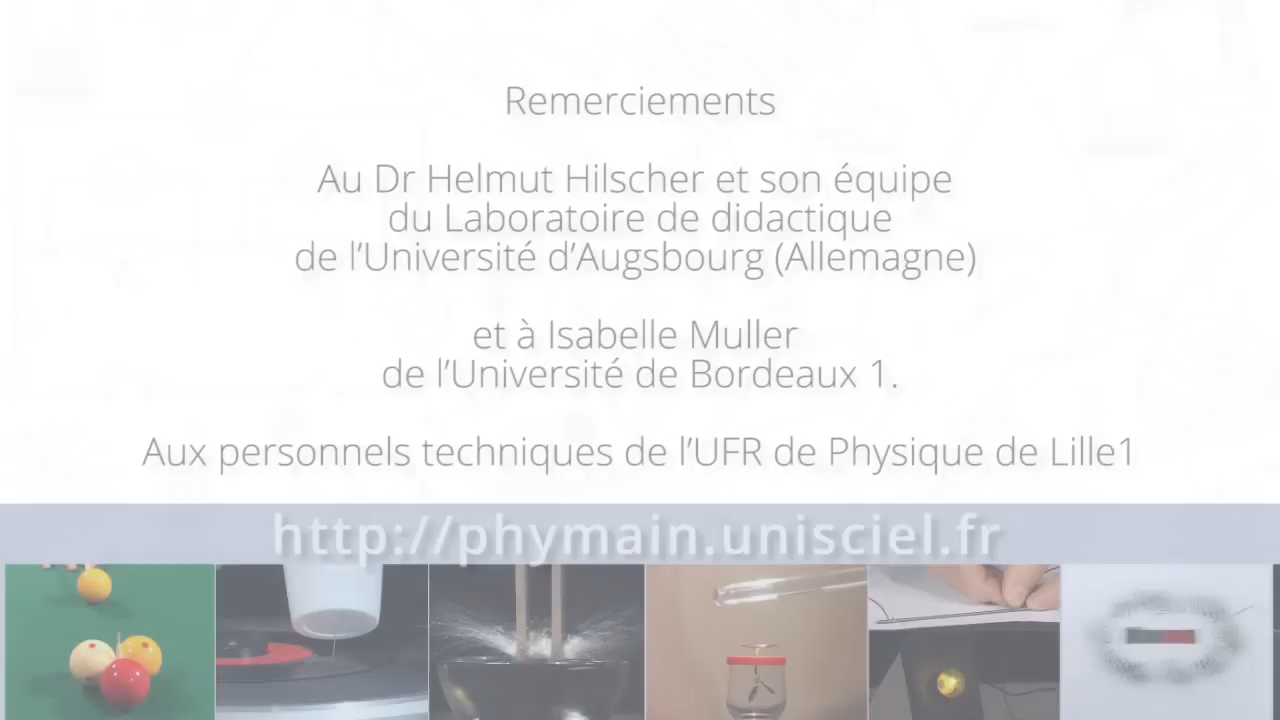 Remerciements
Au Dr Helmut Hilscher et son équipe
du Laboratoire de didactique
de l’Université d’Augsbourg (Allemagne)
et à Isabelle Muller
de l’Université de Bordeaux 1.
Aux personnels techniques de l’UFR de Physique de Lille1
http://phymain.unisciel.fr